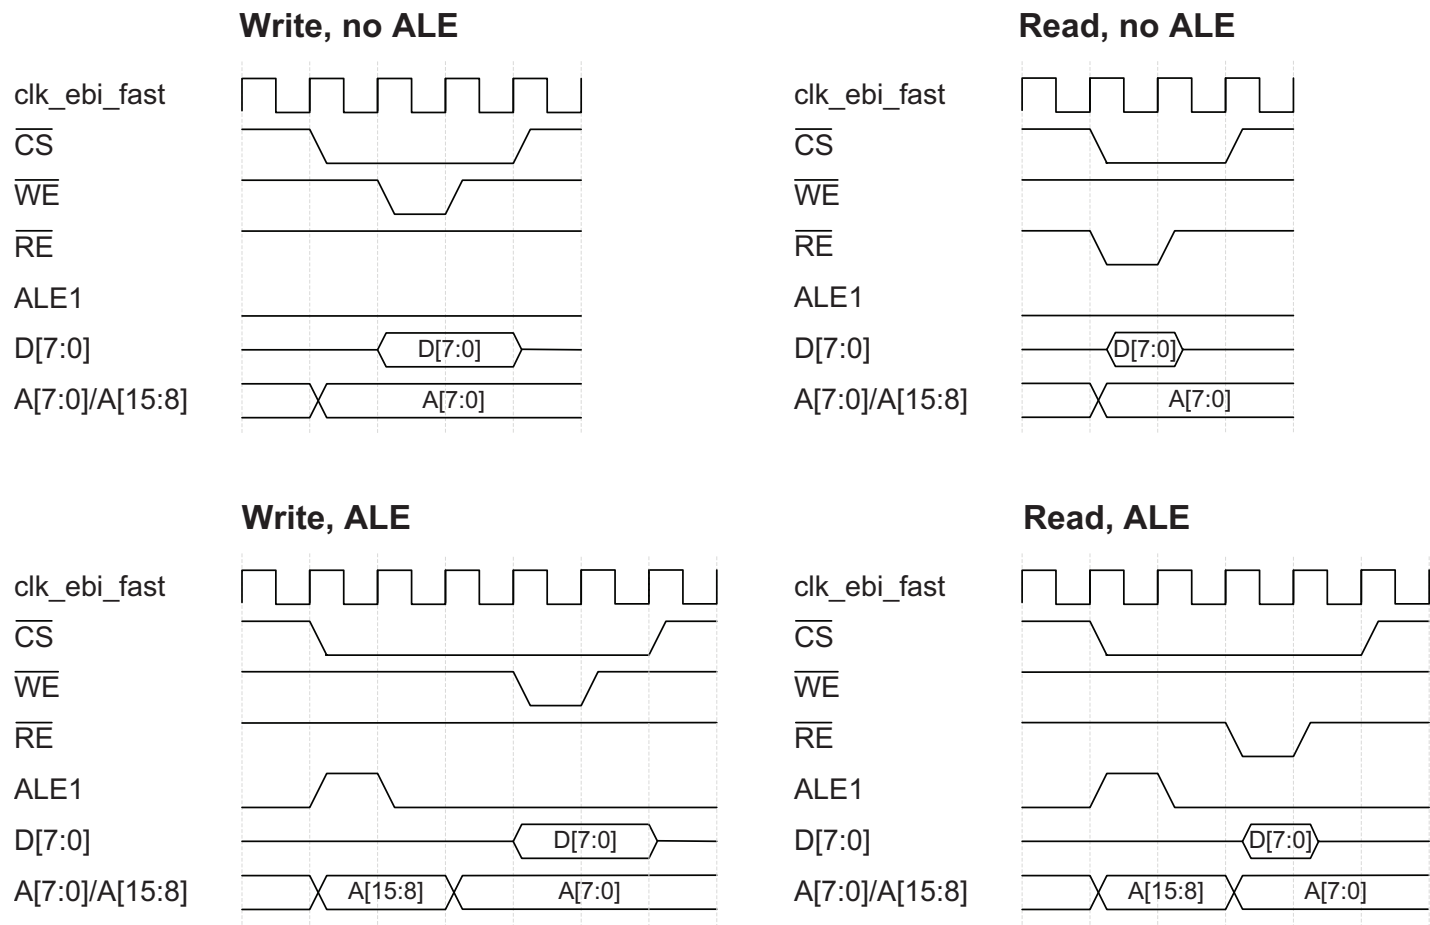 Write, no ALE
Read, no ALE
clk_ebi_fast
CS
WE
RE
ALE1
D[7:0]
D[7:0]
A[7:0]/A[15:8]
A[7:0]
clk_ebi_fast
CS
WE
RE
ALE1
D[7:0]
D[7:0]
A[7:0]/A[15:8]
A[7:0]
Write, ALE
Read, ALE
clk_ebi_fast
CS
WE
RE
ALE1
D[7:0]
D[7:0]
A[7:0]/A[15:8]
A[15:8]
A[7:0]
clk_ebi_fast
CS
WE
RE
ALE1
D[7:0]
D[7:0]
A[7:0]/A[15:8]
A[15:8]
A[7:0]